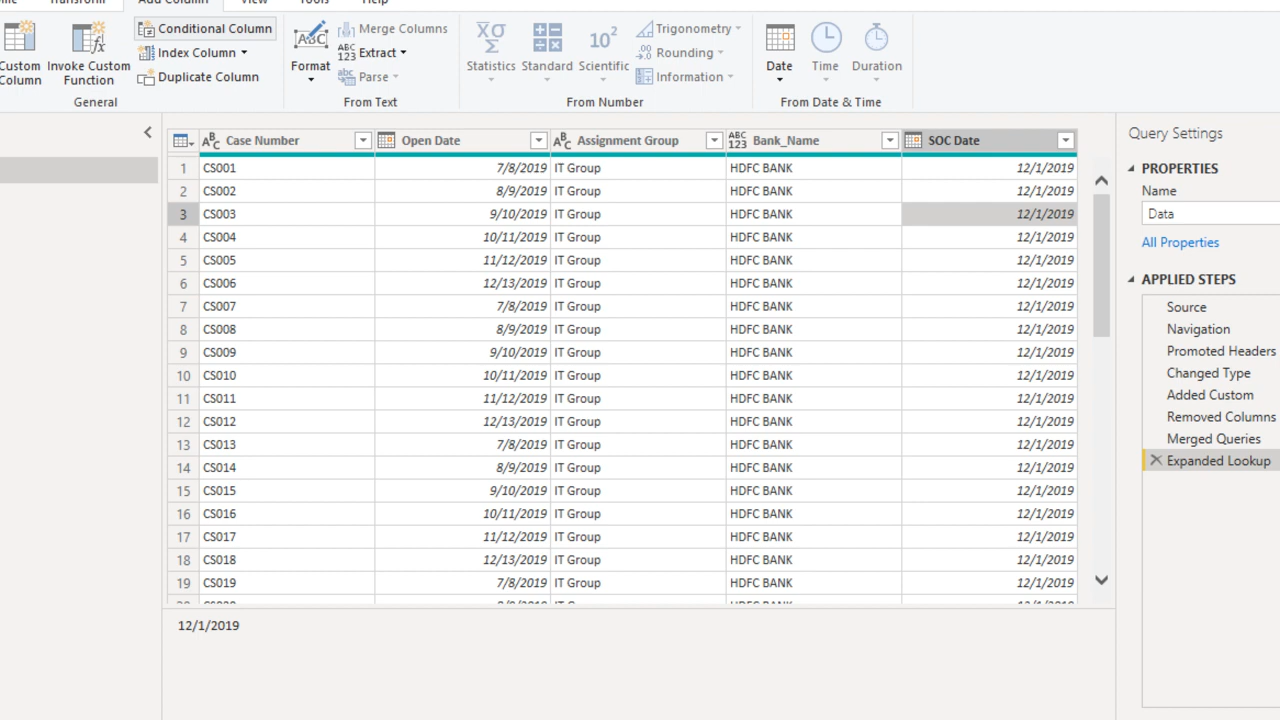 Transform Add Column View Tools Help
Custom Column
Invoke Custom Function
Conditional Column
Index Column
Duplicate Column
General
Format
Merge Columns
ABC 123 Extract
Parse
From Text
Statistics
Standard
Scientific
Trigonometry
Rounding
Information
From Number
Date
Time
Duration
From Date & Time
Case Number Open Date Assignment Group Bank_Name SOC Date
1 CS001 7/8/2019 IT Group HDFC BANK 12/1/2019
2 CS002 8/9/2019 IT Group HDFC BANK 12/1/2019
3 CS003 9/10/2019 IT Group HDFC BANK 12/1/2019
4 CS004 10/11/2019 IT Group HDFC BANK 12/1/2019
5 CS005 11/12/2019 IT Group HDFC BANK 12/1/2019
6 CS006 12/13/2019 IT Group HDFC BANK 12/1/2019
7 CS007 7/8/2019 IT Group HDFC BANK 12/1/2019
8 CS008 8/9/2019 IT Group HDFC BANK 12/1/2019
9 CS009 9/10/2019 IT Group HDFC BANK 12/1/2019
10 CS010 10/11/2019 IT Group HDFC BANK 12/1/2019
11 CS011 11/12/2019 IT Group HDFC BANK 12/1/2019
12 CS012 12/13/2019 IT Group HDFC BANK 12/1/2019
13 CS013 7/8/2019 IT Group HDFC BANK 12/1/2019
14 CS014 8/9/2019 IT Group HDFC BANK 12/1/2019
15 CS015 9/10/2019 IT Group HDFC BANK 12/1/2019
16 CS016 10/11/2019 IT Group HDFC BANK 12/1/2019
17 CS017 11/12/2019 IT Group HDFC BANK 12/1/2019
18 CS018 12/13/2019 IT Group HDFC BANK 12/1/2019
19 CS019 7/8/2019 IT Group HDFC BANK 12/1/2019
12/1/2019
Query Settings
PROPERTIES
Name
Data
All Properties
APPLIED STEPS
Source
Navigation
Promoted Headers
Changed Type
Added Custom
Removed Columns
Merged Queries
Expanded Lookup